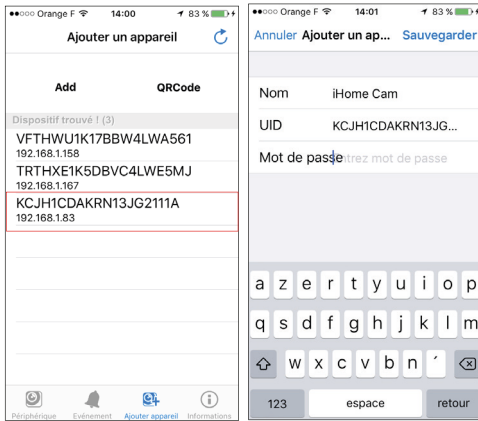 Orange F 14:00 83 %
Ajouter un appareil
Add QRCode
Dispositif trouvé ! (3)
VFTHWU1K17BBW4LWA561
192.168.1.158
TRTHXE1K5DBVC4LWE5MJ
192.168.1.167
KCJH1CDAKRN13JG2111A
192.168.1.83
Périphérique Evénement Ajouter appareil Informations
Orange F 14:01 83 %
Annuler Ajouter un ap... Sauvegarder
Nom iHome Cam
UID KCJH1CDAKRN13JG...
Mot de passe Entrez mot de passe
a z e r t y u i o p
q s d f g h j k l m
w x c v b n ´
123 espace retour